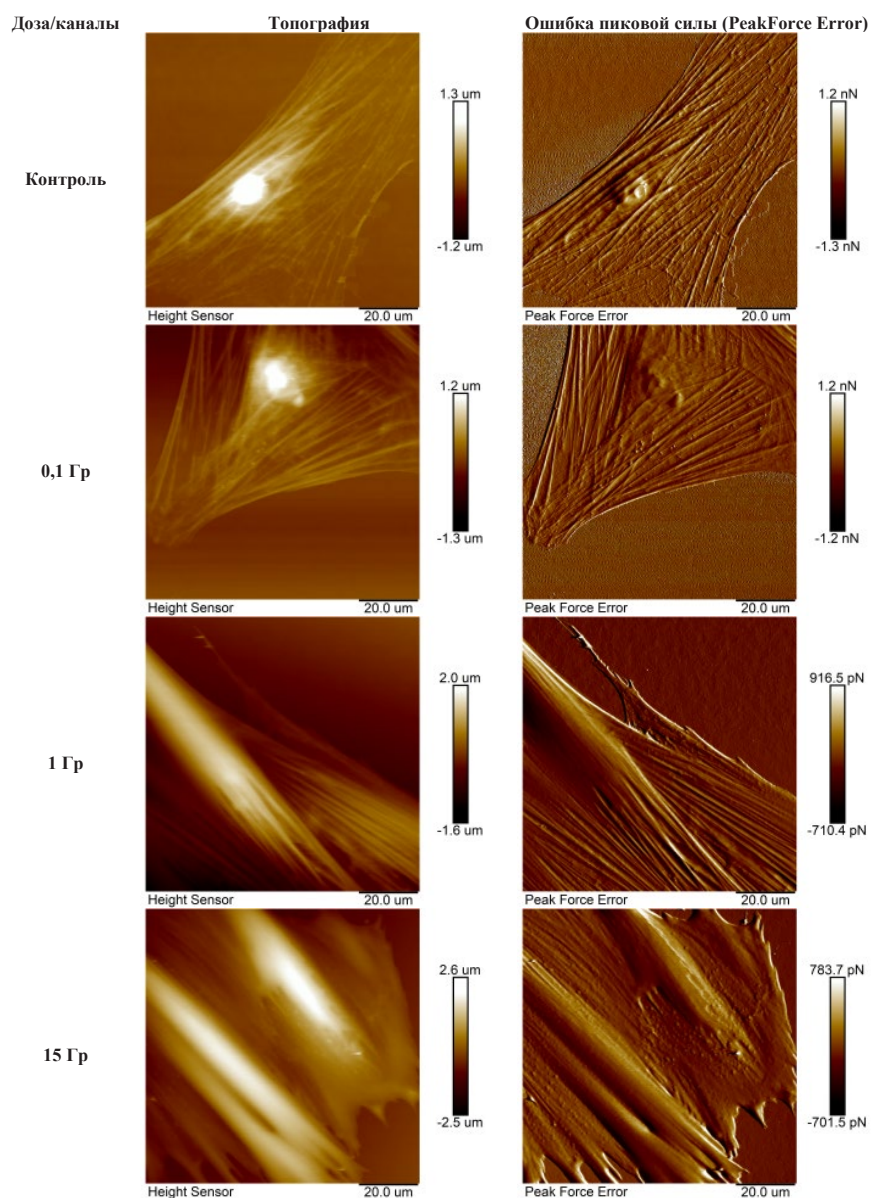 Доза/каналы Топография Ошибка пиковой силы (PeakForce Error)
Контроль
1.3 um
-1.2 um
1.2 nN
-1.3 nN
Height Sensor 20.0 um Peak Force Error 20.0 um
0,1 Гр
1.2 um
-1.3 um
1.2 nN
-1.2 nN
Height Sensor 20.0 um Peak Force Error 20.0 um
1 Гр
2.0 um
-1.6 um
916.5 pN
-710.4 pN
Height Sensor 20.0 um Peak Force Error 20.0 um
15 Гр
2.6 um
-2.5 um
783.7 pN
-701.5 pN
Height Sensor 20.0 um Peak Force Error 20.0 um